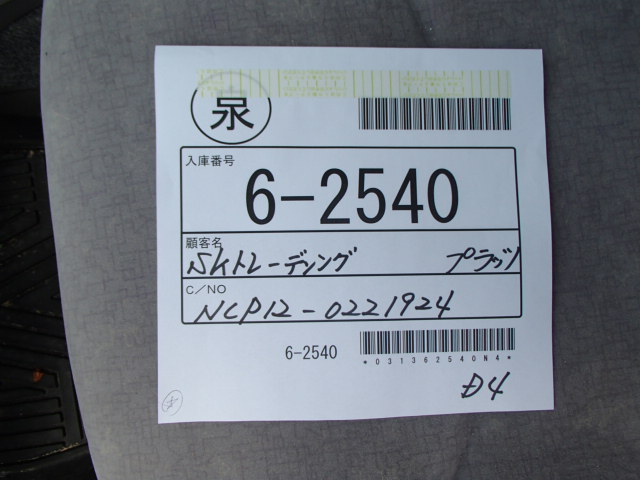 泉
入庫番号
6-2540
顧客名
SKトレーディング プラッツ
C/NO
NCP12-0221924
6-2540
*031362540N4*
D4